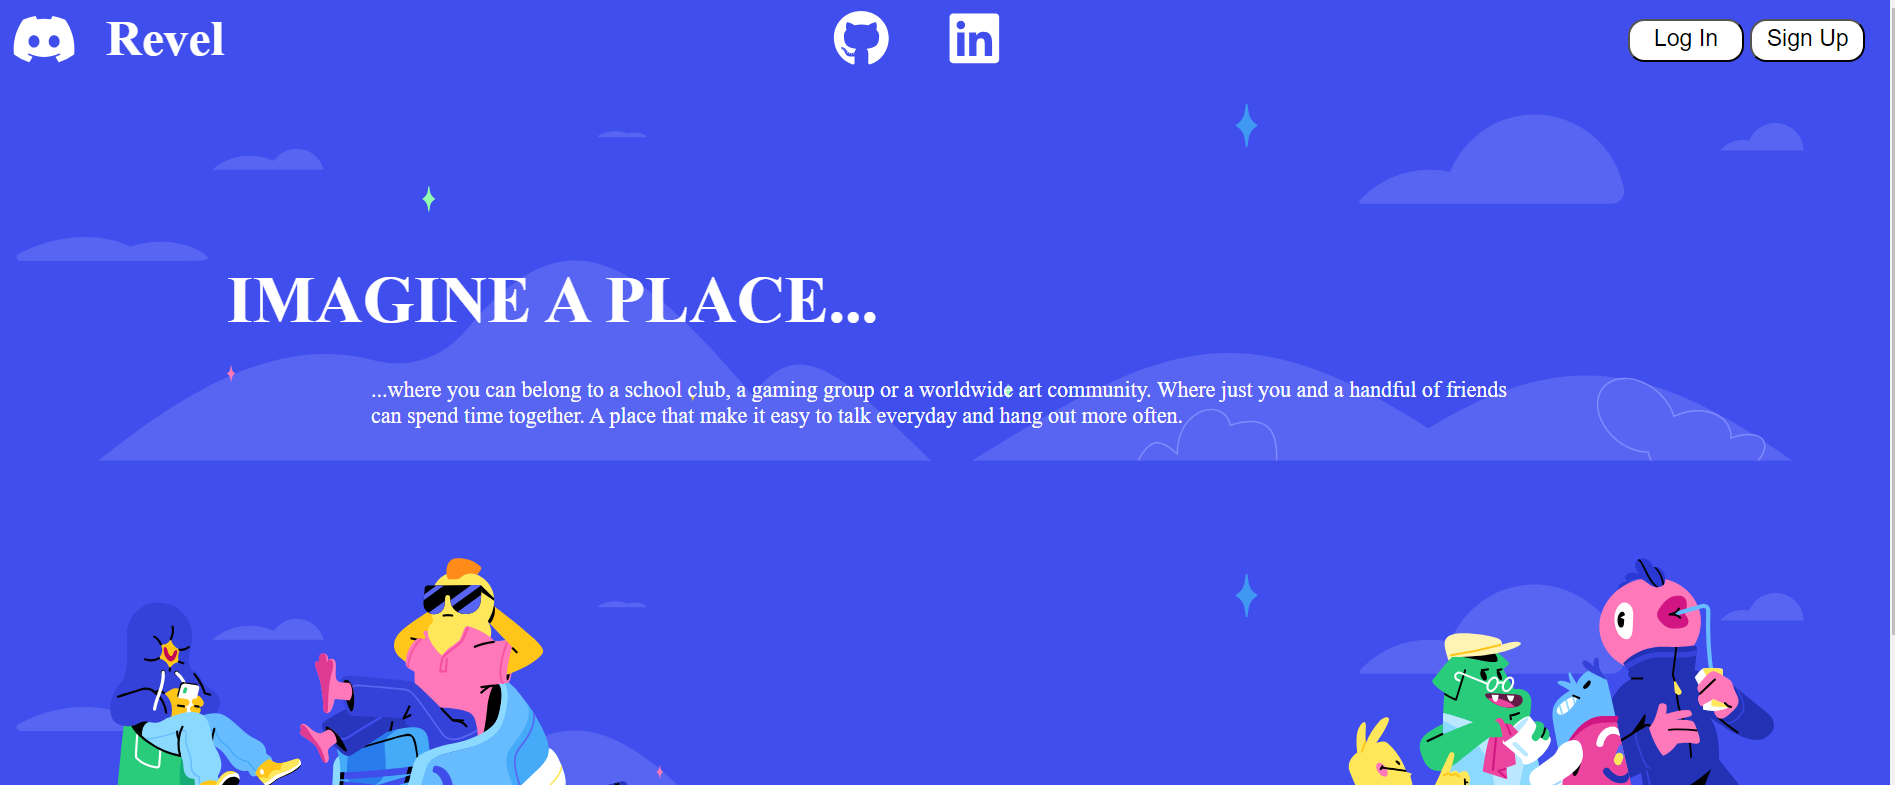 Revel
in
Log In
Sign Up
IMAGINE A PLACE...
...where you can belong to a school club, a gaming group or a worldwide art community. Where just you and a handful of friends
can spend time together. A place that make it easy to talk everyday and hang out more often.